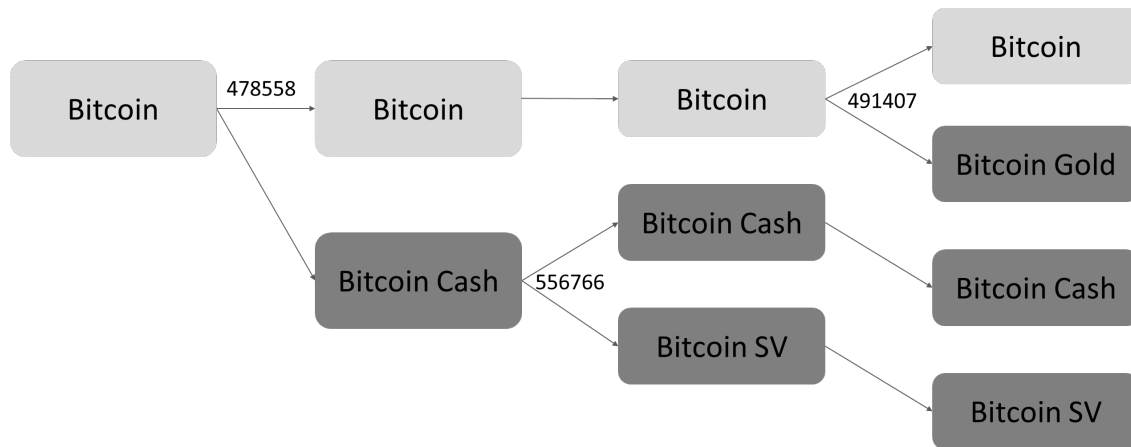 Bitcoin
478558
Bitcoin
Bitcoin
491407
Bitcoin
Bitcoin Gold
Bitcoin Cash
556766
Bitcoin Cash
Bitcoin SV
Bitcoin Cash
Bitcoin SV